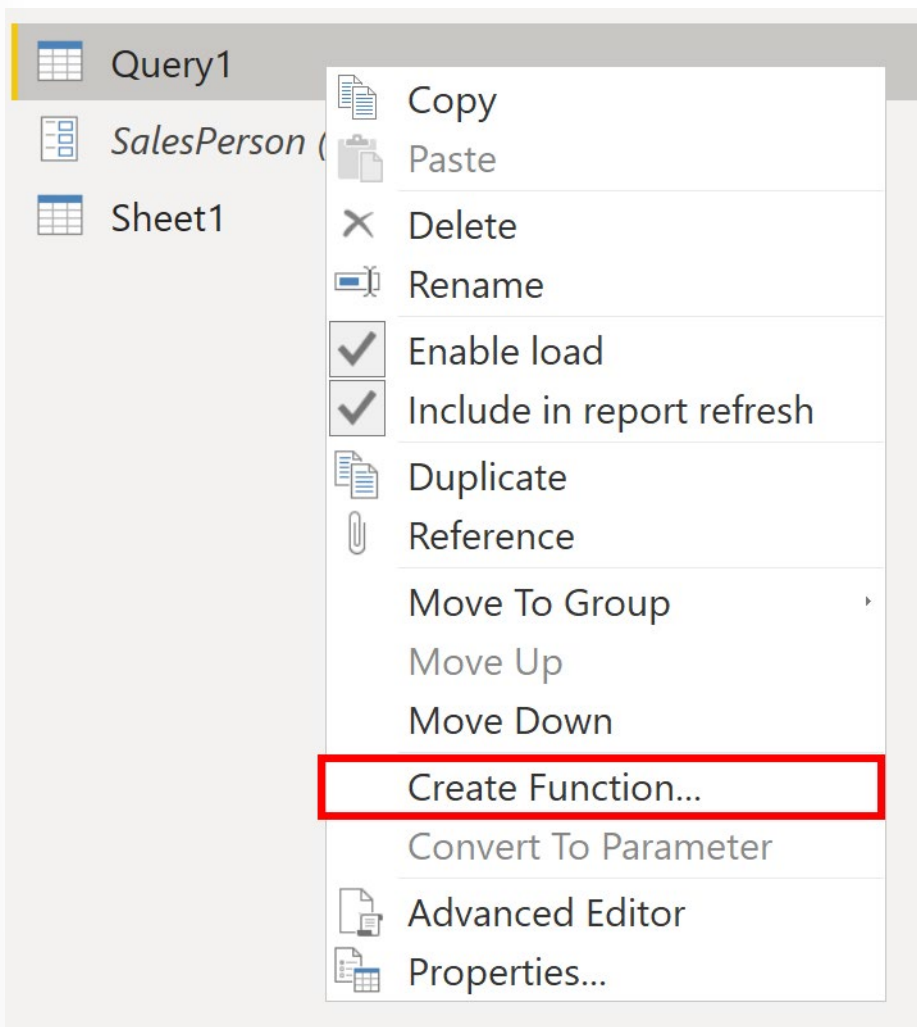 Query1
SalesPerson (
Sheet1
Copy
Paste
Delete
Rename
Enable load
Include in report refresh
Duplicate
Reference
Move To Group
Move Up
Move Down
Create Function...
Convert To Parameter
Advanced Editor
Properties...